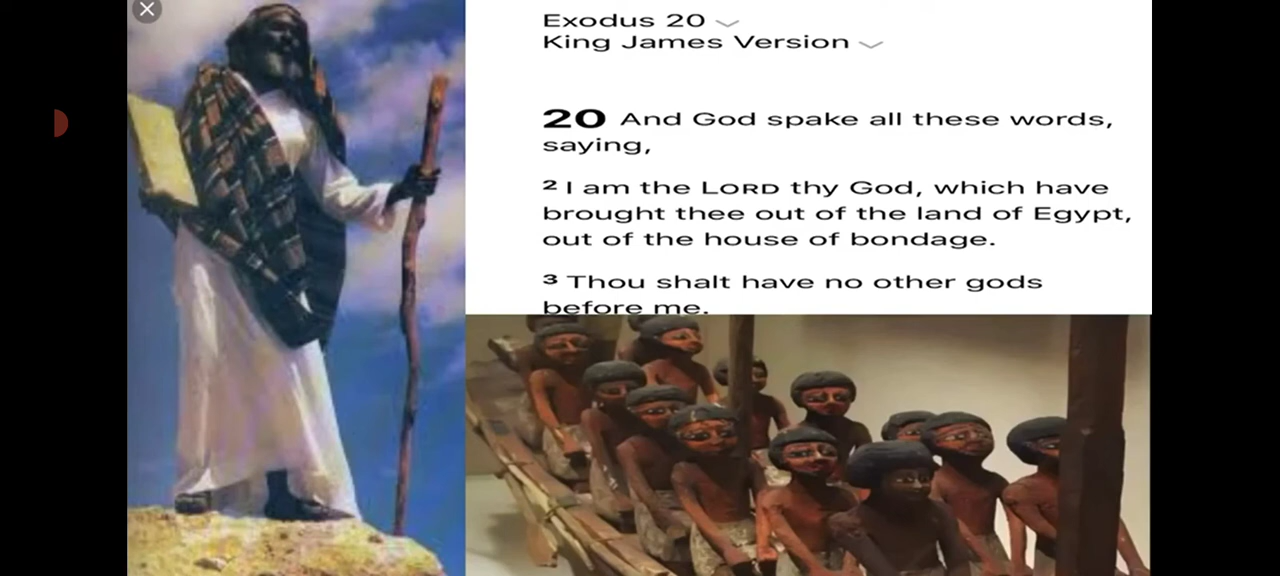 Exodus 20
King James Version
20 And God spake all these words,
saying,
2 I am the LORD thy God, which have
brought thee out of the land of Egypt,
out of the house of bondage.
3 Thou shalt have no other gods
before me.